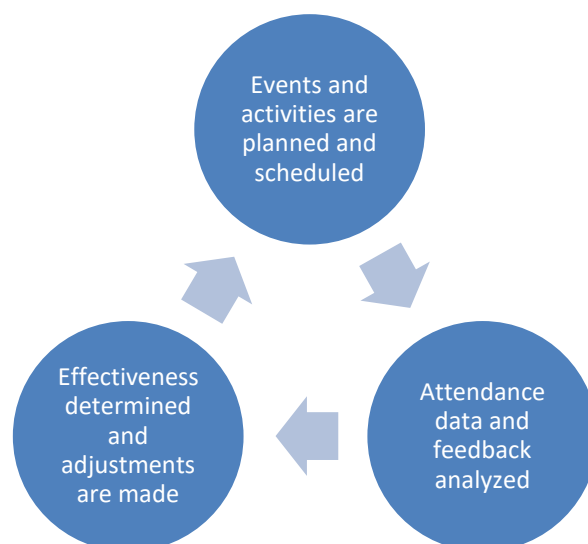 Events and
activities are
planned and
scheduled
Attendance
data and
feedback
analyzed
Effectiveness
determined
and
adjustments
are made